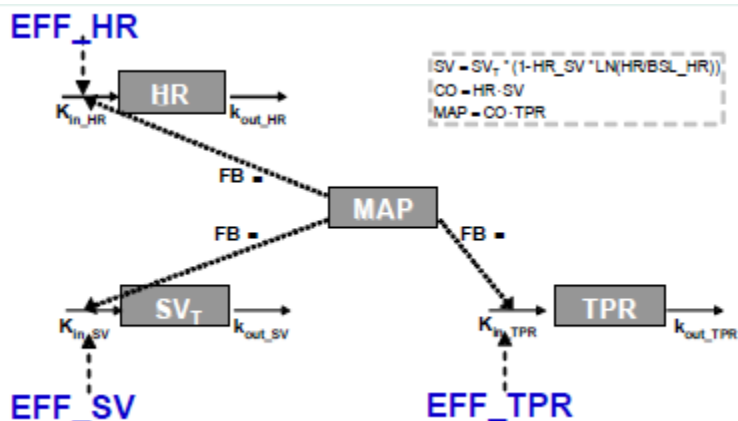 EFF_HR
SV = SV_T * (1-HR_SV * LN(HR/BSL_HR))
CO = HR · SV
MAP = CO · TPR
HR
K_in_HR
k_out_HR
FB -
MAP
FB -
FB -
SV_T
K_in_SV
k_out_SV
TPR
K_in_TPR
k_out_TPR
EFF_SV
EFF_TPR